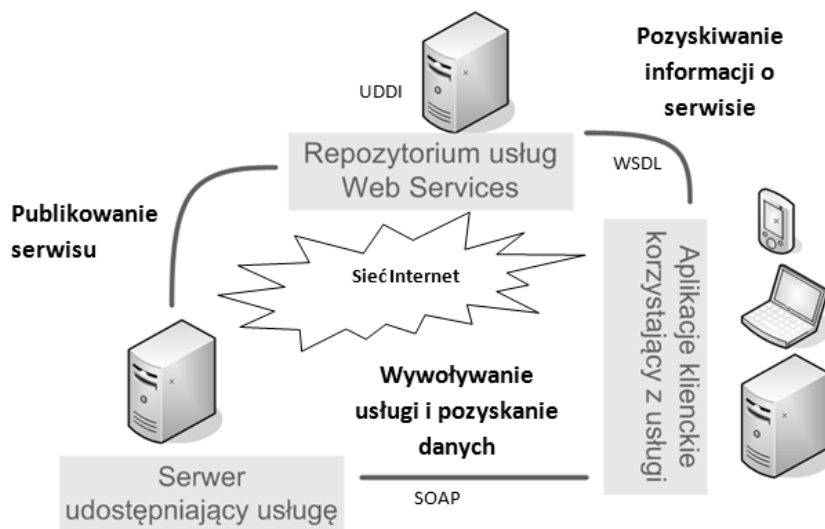 Pozyskiwanie
informacji o
serwisie
UDDI
Repozytorium usług
Web Services
WSDL
Publikowanie
serwisu
Sieć Internet
Aplikacje klienckie
korzystający z usługi
Wywoływanie
usługi i pozyskanie
danych
Serwer
udostępniający usługę
SOAP